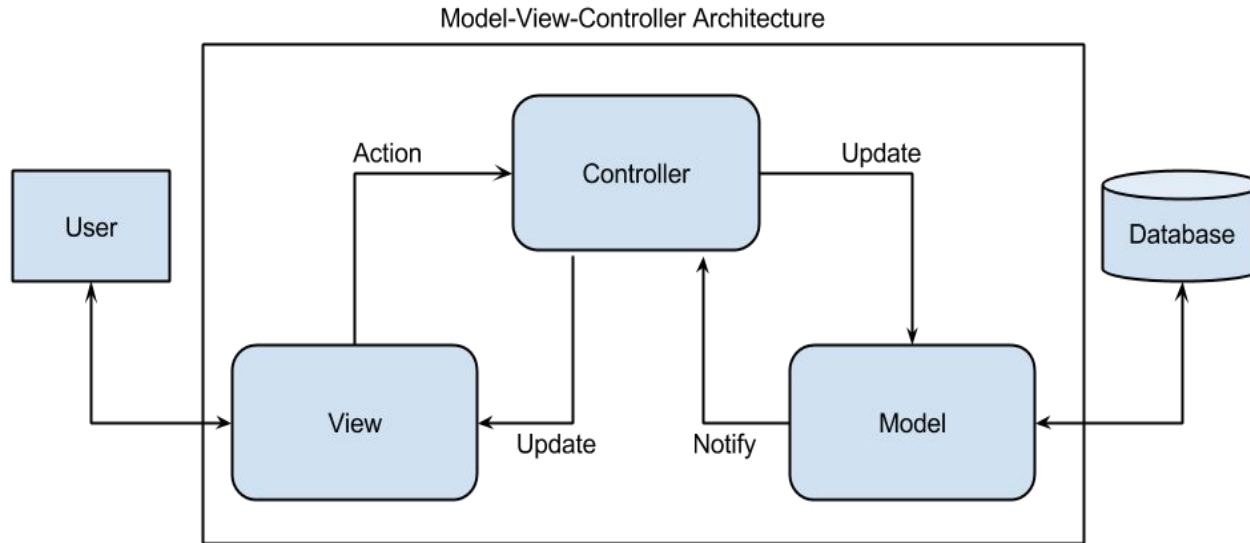 Model-View-Controller Architecture
Action
Controller
Update
User
Database
View
Update
Notify
Model